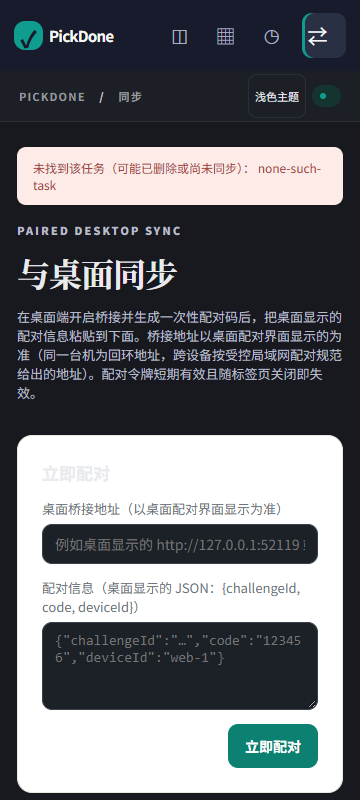 PickDone
PICKDONE / 同步
浅色主题
未找到该任务（可能已删除或尚未同步）： none-such-
task
PAIRED DESKTOP SYNC
与桌面同步
在桌面端开启桥接并生成一次性配对码后，把桌面显示的
配对信息粘贴到下面。桥接地址以桌面配对界面显示的为
准（同一台机为回环地址，跨设备按受控局域网配对规范
给出的地址）。配对令牌短期有效且随标签页关闭即失
效。
立即配对
桌面桥接地址（以桌面配对界面显示为准）
例如桌面显示的 http://127.0.0.1:52119
配对信息（桌面显示的 JSON：{challengeId,
code, deviceId}）
{"challengeId":"…","code":"12345
6","deviceId":"web-1"}
立即配对